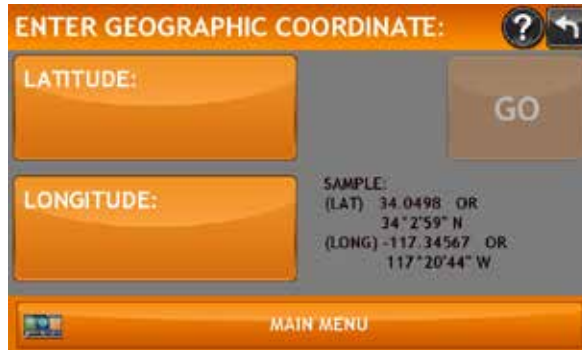 ENTER GEOGRAPHIC COORDINATE:
?
LATITUDE:
GO
LONGITUDE:
SAMPLE:
(LAT) 34.0498 OR
34°2'59" N
(LONG) -117.34567 OR
117°20'44" W
MAIN MENU